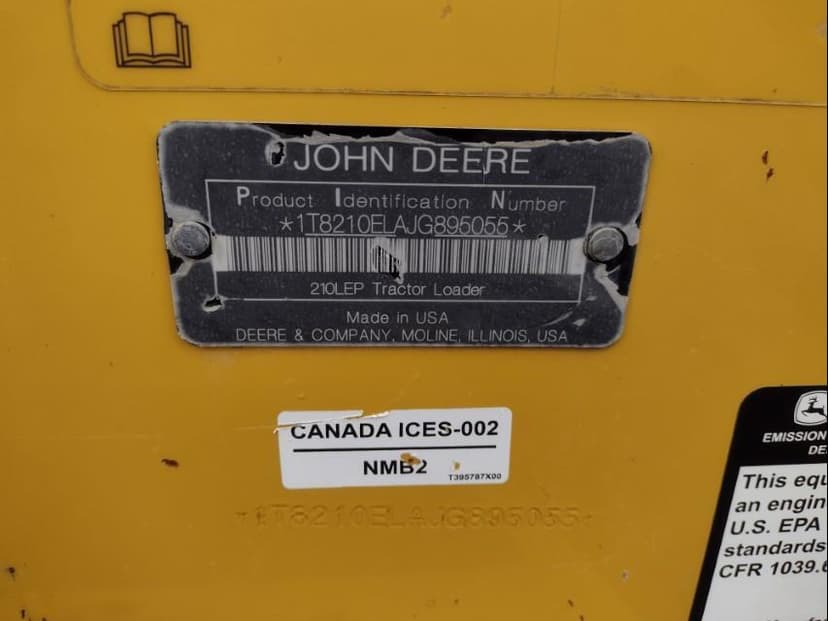 JOHN DEERE
Product Identification Number
*1T8210ELAJG895055*
210LEP Tractor Loader
Made in USA
DEERE & COMPANY, MOLINE, ILLINOIS, USA
CANADA ICES-002
NMB2
T395787X00
*1T8210ELAJG895055*
EMISSION
This
an engin
U.S. EPA
standards
CFR 1039.